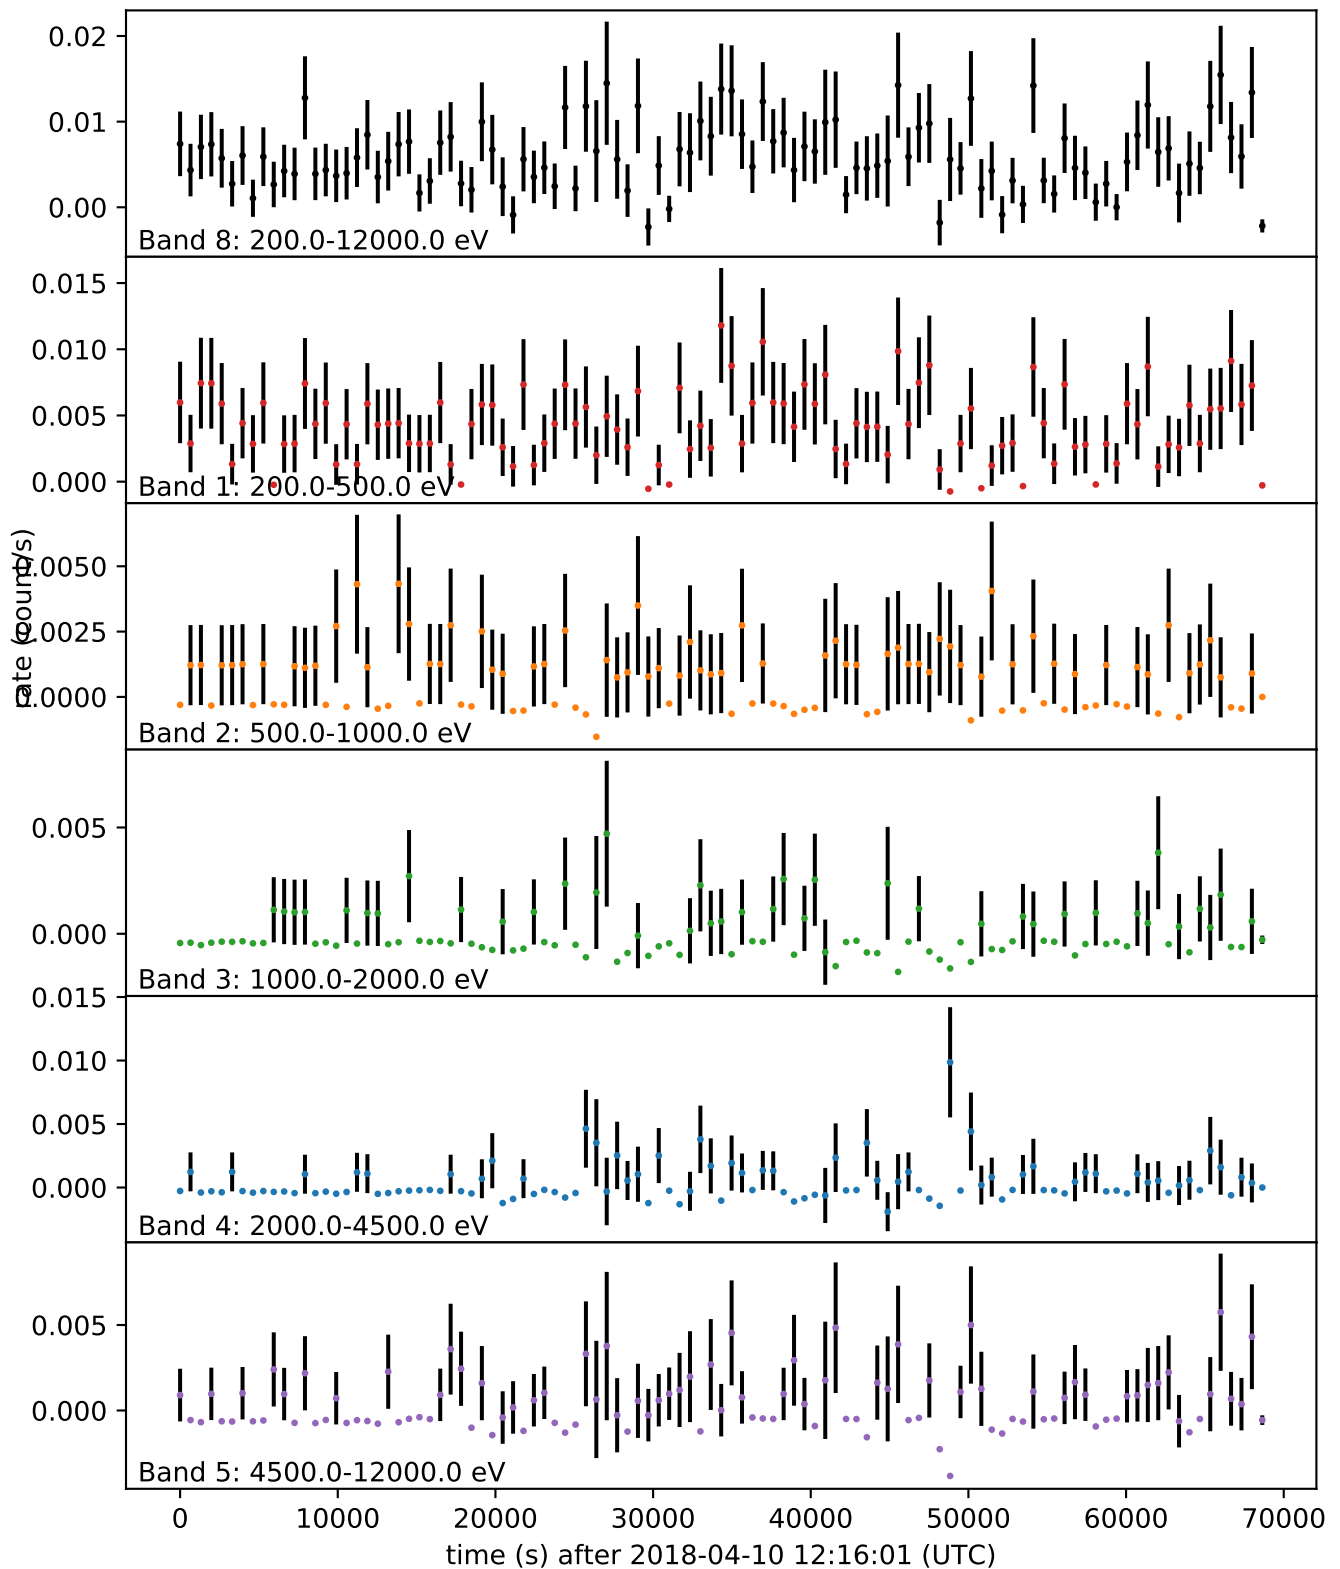 0.02
0.01
0.00
Band 8: 200.0-12000.0 eV
0.015
0.010
0.005
0.000
Band 1: 200.0-500.0 eV
rate (count/s)
0.0050
0.0025
0.0000
Band 2: 500.0-1000.0 eV
0.005
0.000
Band 3: 1000.0-2000.0 eV
0.015
0.010
0.005
0.000
Band 4: 2000.0-4500.0 eV
0.005
0.000
Band 5: 4500.0-12000.0 eV
0 10000 20000 30000 40000 50000 60000 70000
time (s) after 2018-04-10 12:16:01 (UTC)